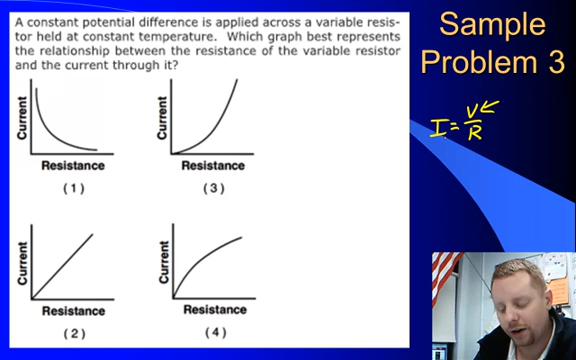 A constant potential difference is applied across a variable resis-
tor held at constant temperature. Which graph best represents
the relationship between the resistance of the variable resistor
and the current through it?
Sample
Problem 3
I = V
R
Current
Resistance
(1)
Current
Resistance
(3)
Current
Resistance
(2)
Current
Resistance
(4)